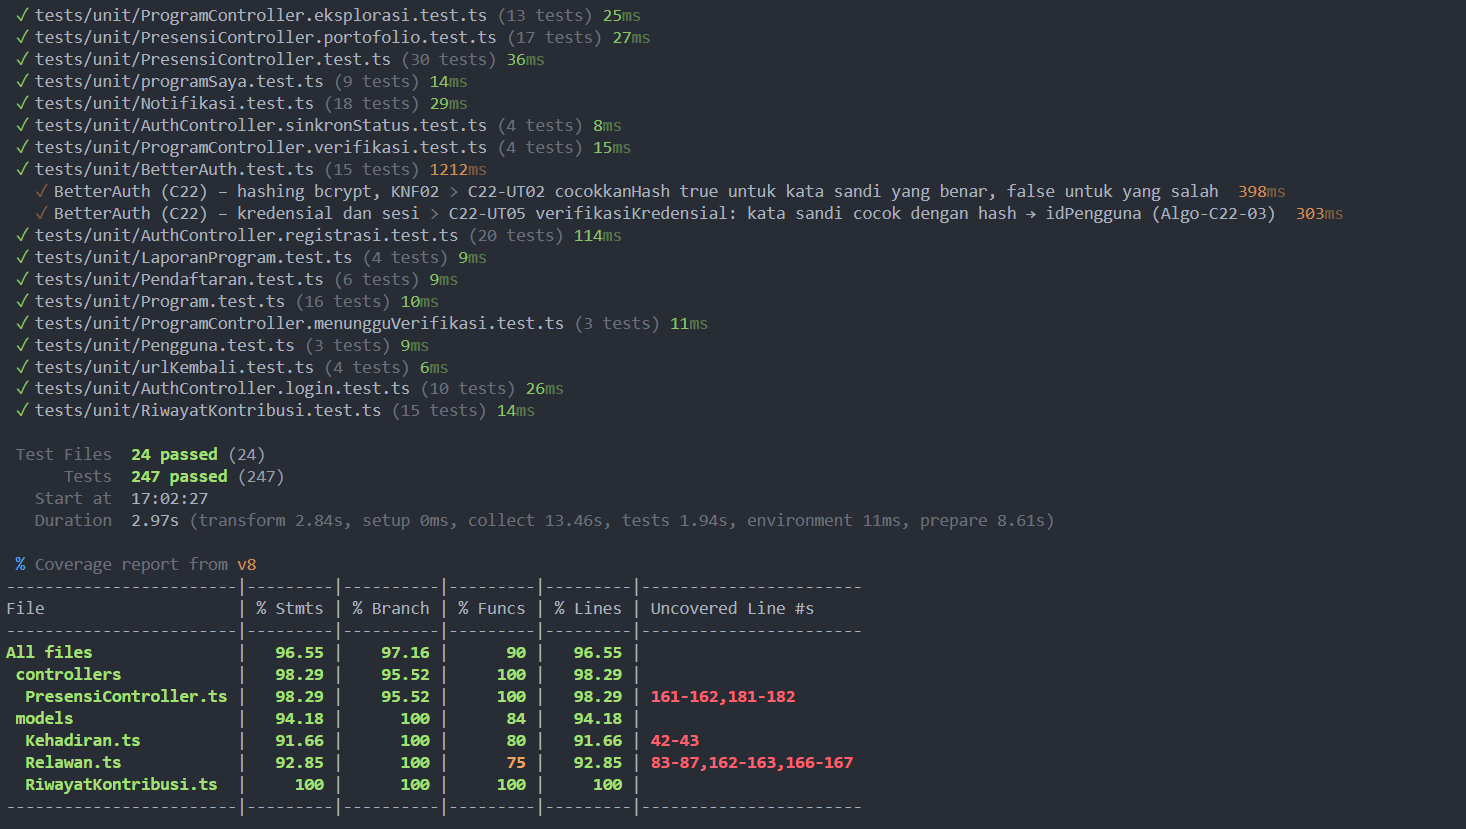 ✓ tests/unit/ProgramController.eksplorasi.test.ts (13 tests) 25ms
✓ tests/unit/PresensiController.portofolio.test.ts (17 tests) 27ms
✓ tests/unit/PresensiController.test.ts (30 tests) 36ms
✓ tests/unit/programSaya.test.ts (9 tests) 14ms
✓ tests/unit/Notifikasi.test.ts (18 tests) 29ms
✓ tests/unit/AuthController.sinkronStatus.test.ts (4 tests) 8ms
✓ tests/unit/ProgramController.verifikasi.test.ts (4 tests) 15ms
✓ tests/unit/BetterAuth.test.ts (15 tests) 1212ms
✓ BetterAuth (C22) – hashing bcrypt, KNF02 > C22-UT02 cocokkanHash true untuk kata sandi yang benar, false untuk yang salah 398ms
✓ BetterAuth (C22) – kredensial dan sesi > C22-UT05 verifikasiKredensial: kata sandi cocok dengan hash → idPengguna (Algo-C22-03) 303ms
✓ tests/unit/AuthController.registrasi.test.ts (20 tests) 114ms
✓ tests/unit/LaporanProgram.test.ts (4 tests) 9ms
✓ tests/unit/Pendaftaran.test.ts (6 tests) 9ms
✓ tests/unit/Program.test.ts (16 tests) 10ms
✓ tests/unit/ProgramController.menungguVerifikasi.test.ts (3 tests) 11ms
✓ tests/unit/Pengguna.test.ts (3 tests) 9ms
✓ tests/unit/urlKembali.test.ts (4 tests) 6ms
✓ tests/unit/AuthController.login.test.ts (10 tests) 26ms
✓ tests/unit/RiwayatKontribusi.test.ts (15 tests) 14ms
Test Files 24 passed (24)
Tests 247 passed (247)
Start at 17:02:27
Duration 2.97s (transform 2.84s, setup 0ms, collect 13.46s, tests 1.94s, environment 11ms, prepare 8.61s)
% Coverage report from v8
------------------------|---------|----------|---------|---------|-----------------------
File | % Stmts | % Branch | % Funcs | % Lines | Uncovered Line #s
------------------------|---------|----------|---------|---------|-----------------------
All files | 96.55 | 97.16 | 90 | 96.55 |
controllers | 98.29 | 95.52 | 100 | 98.29 |
PresensiController.ts | 98.29 | 95.52 | 100 | 98.29 | 161-162,181-182
models | 94.18 | 100 | 84 | 94.18 |
Kehadiran.ts | 91.66 | 100 | 80 | 91.66 | 42-43
Relawan.ts | 92.85 | 100 | 75 | 92.85 | 83-87,162-163,166-167
RiwayatKontribusi.ts | 100 | 100 | 100 | 100 |
------------------------|---------|----------|---------|---------|-----------------------